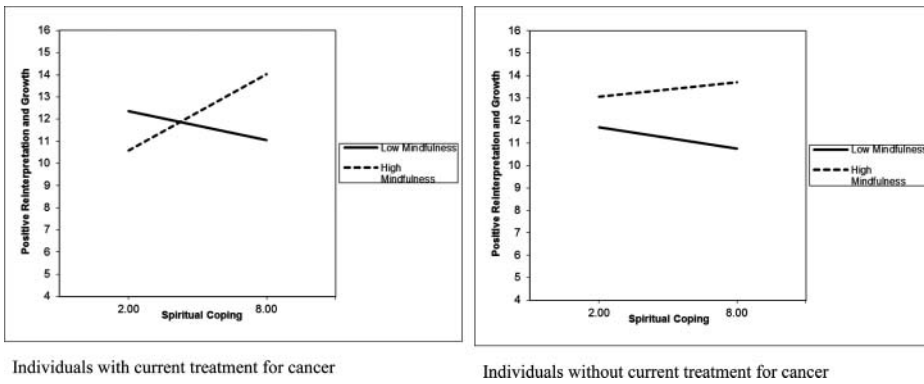 16
15
14
13
12
11
10
9
8
7
6
5
4
Positive Reinterpretation and Growth
2.00
8.00
Spiritual Coping
Low Mindfulness
High
Mindfulness
Individuals with current treatment for cancer
16
15
14
13
12
11
10
9
8
7
6
5
4
Positive Reinterpretation and Growth
2.00
8.00
Spiritual Coping
Low Mindfulness
High
Mindfulness
Individuals without current treatment for cancer